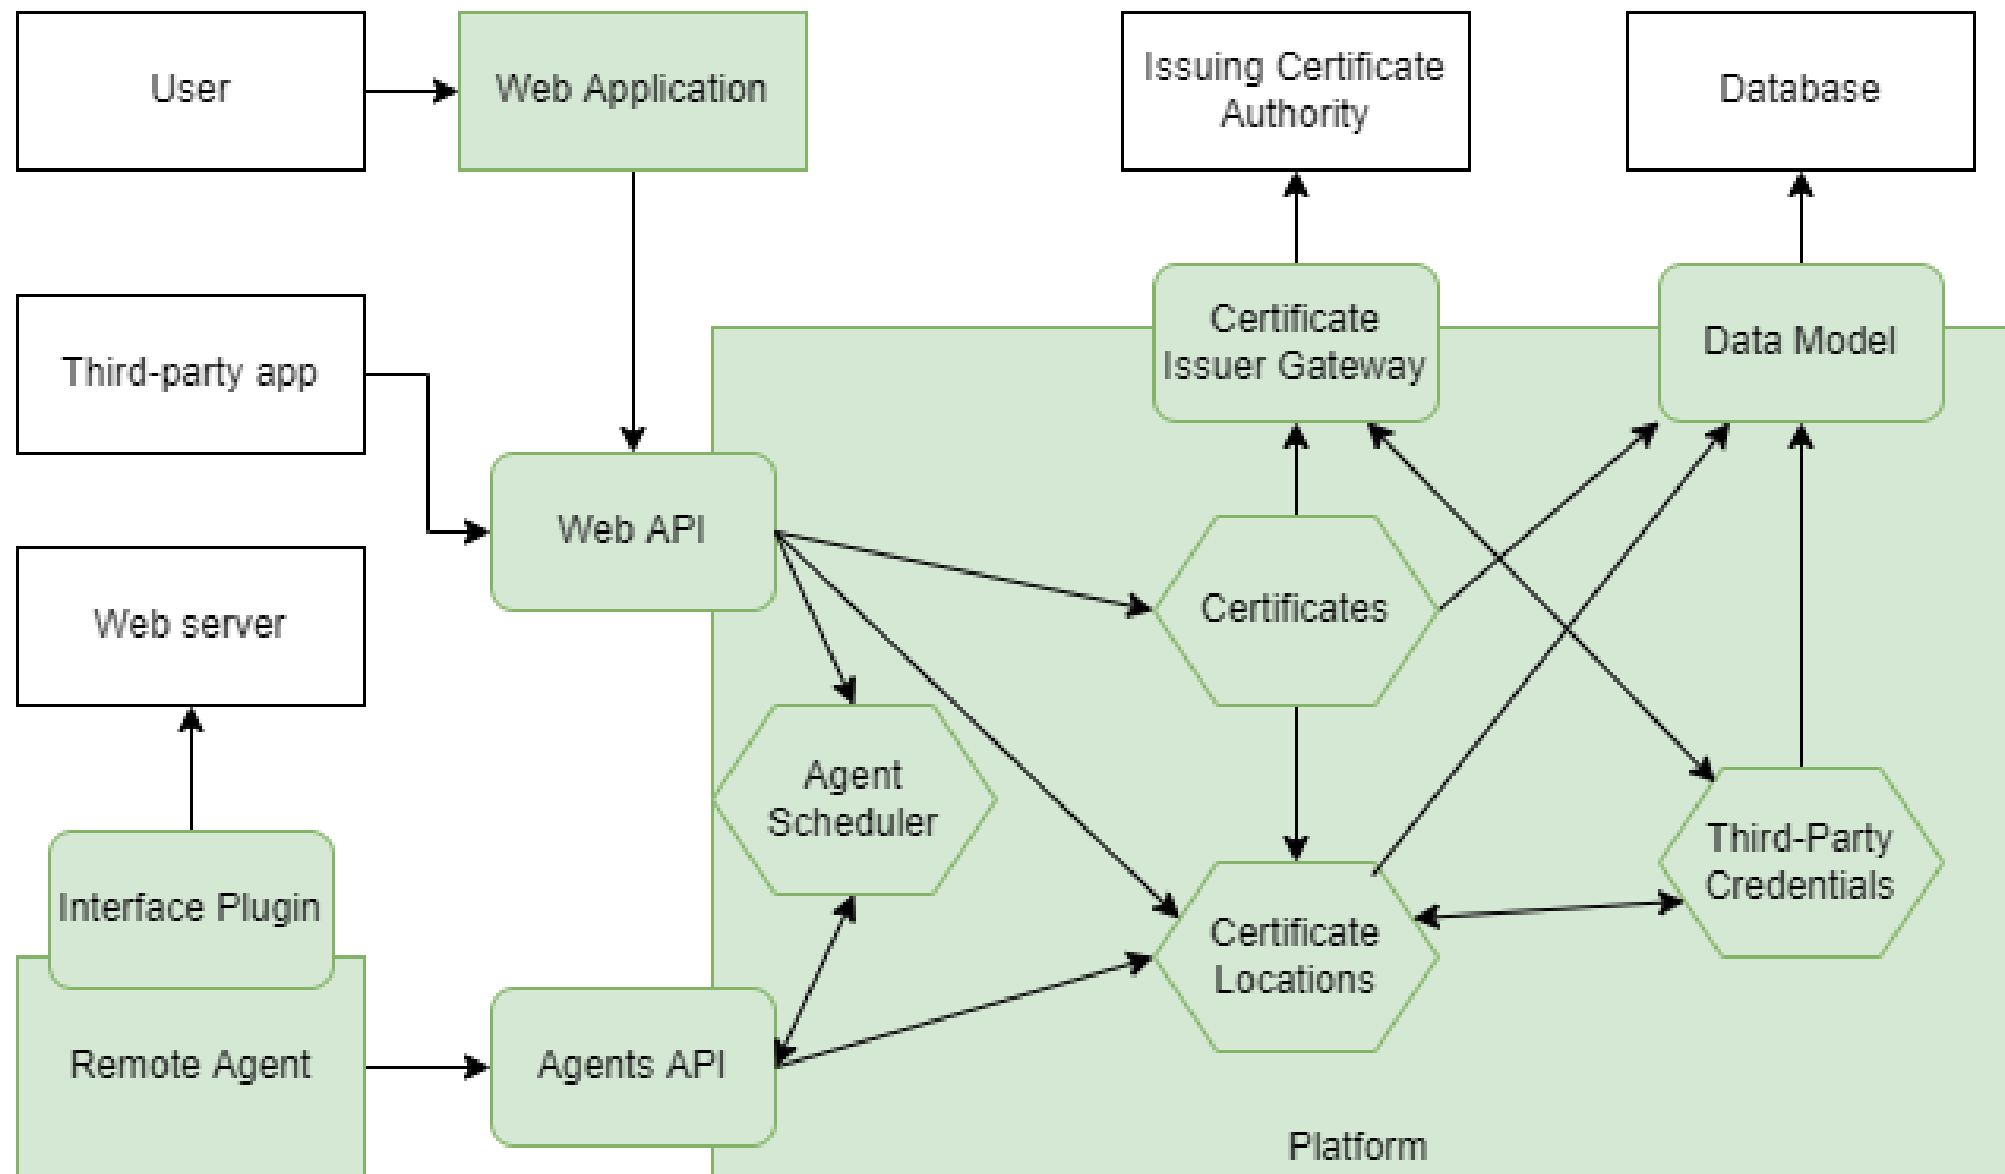 User
Web Application
Issuing Certificate
Authority
Database
Third-party app
Certificate
Issuer Gateway
Data Model
Web API
Web server
Certificates
Agent
Scheduler
Third-Party
Credentials
Interface Plugin
Certificate
Locations
Remote Agent
Agents API
Platform